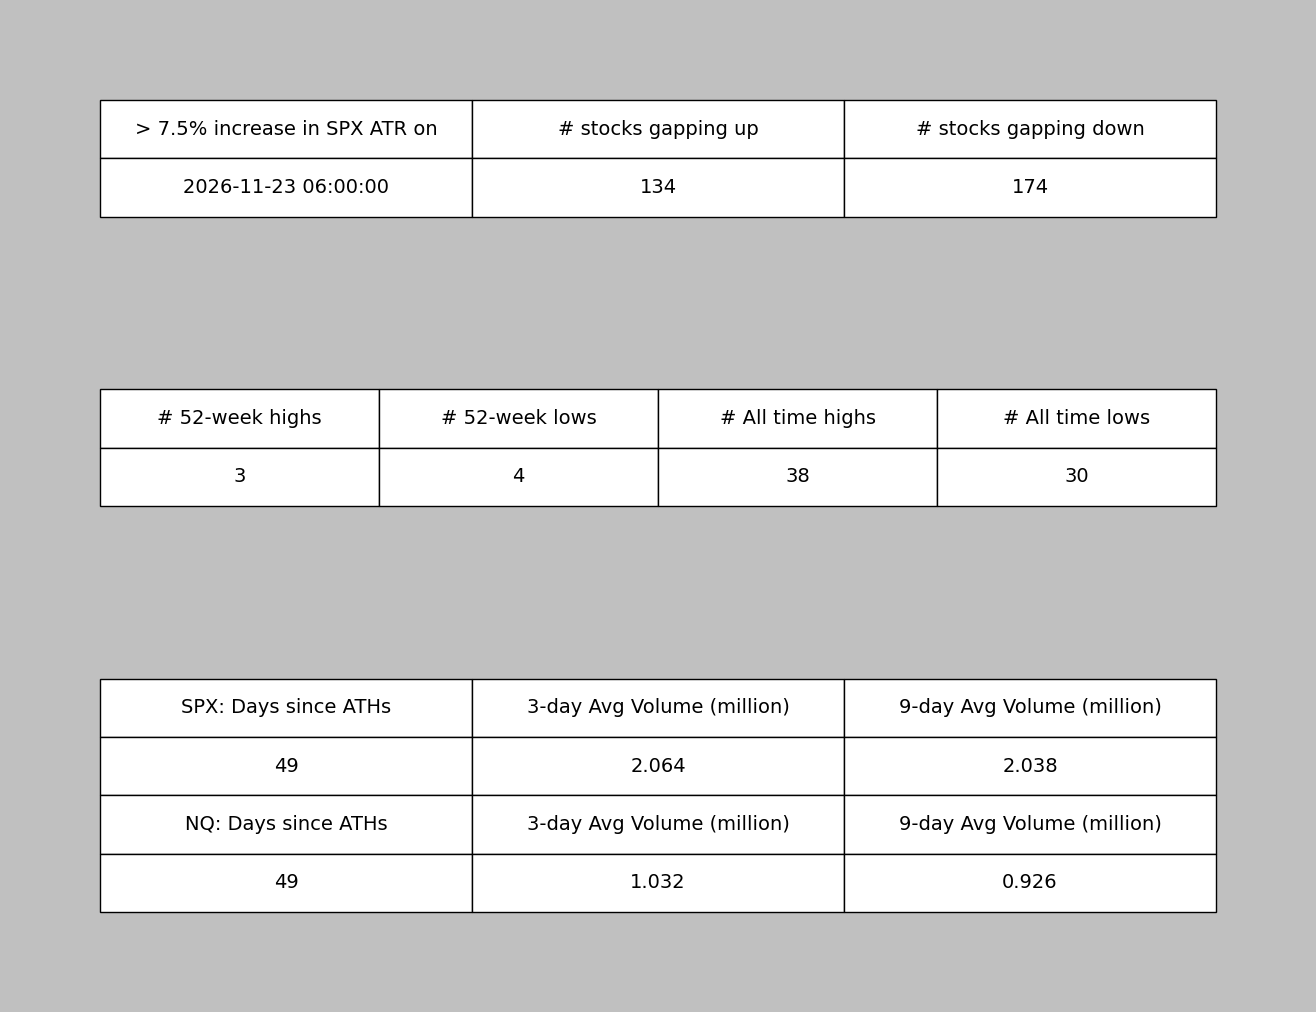 > 7.5% increase in SPX ATR on # stocks gapping up # stocks gapping down
2026-11-23 06:00:00 134 174
# 52-week highs # 52-week lows # All time highs # All time lows
3 4 38 30
SPX: Days since ATHs 3-day Avg Volume (million) 9-day Avg Volume (million)
49 2.064 2.038
NQ: Days since ATHs 3-day Avg Volume (million) 9-day Avg Volume (million)
49 1.032 0.926